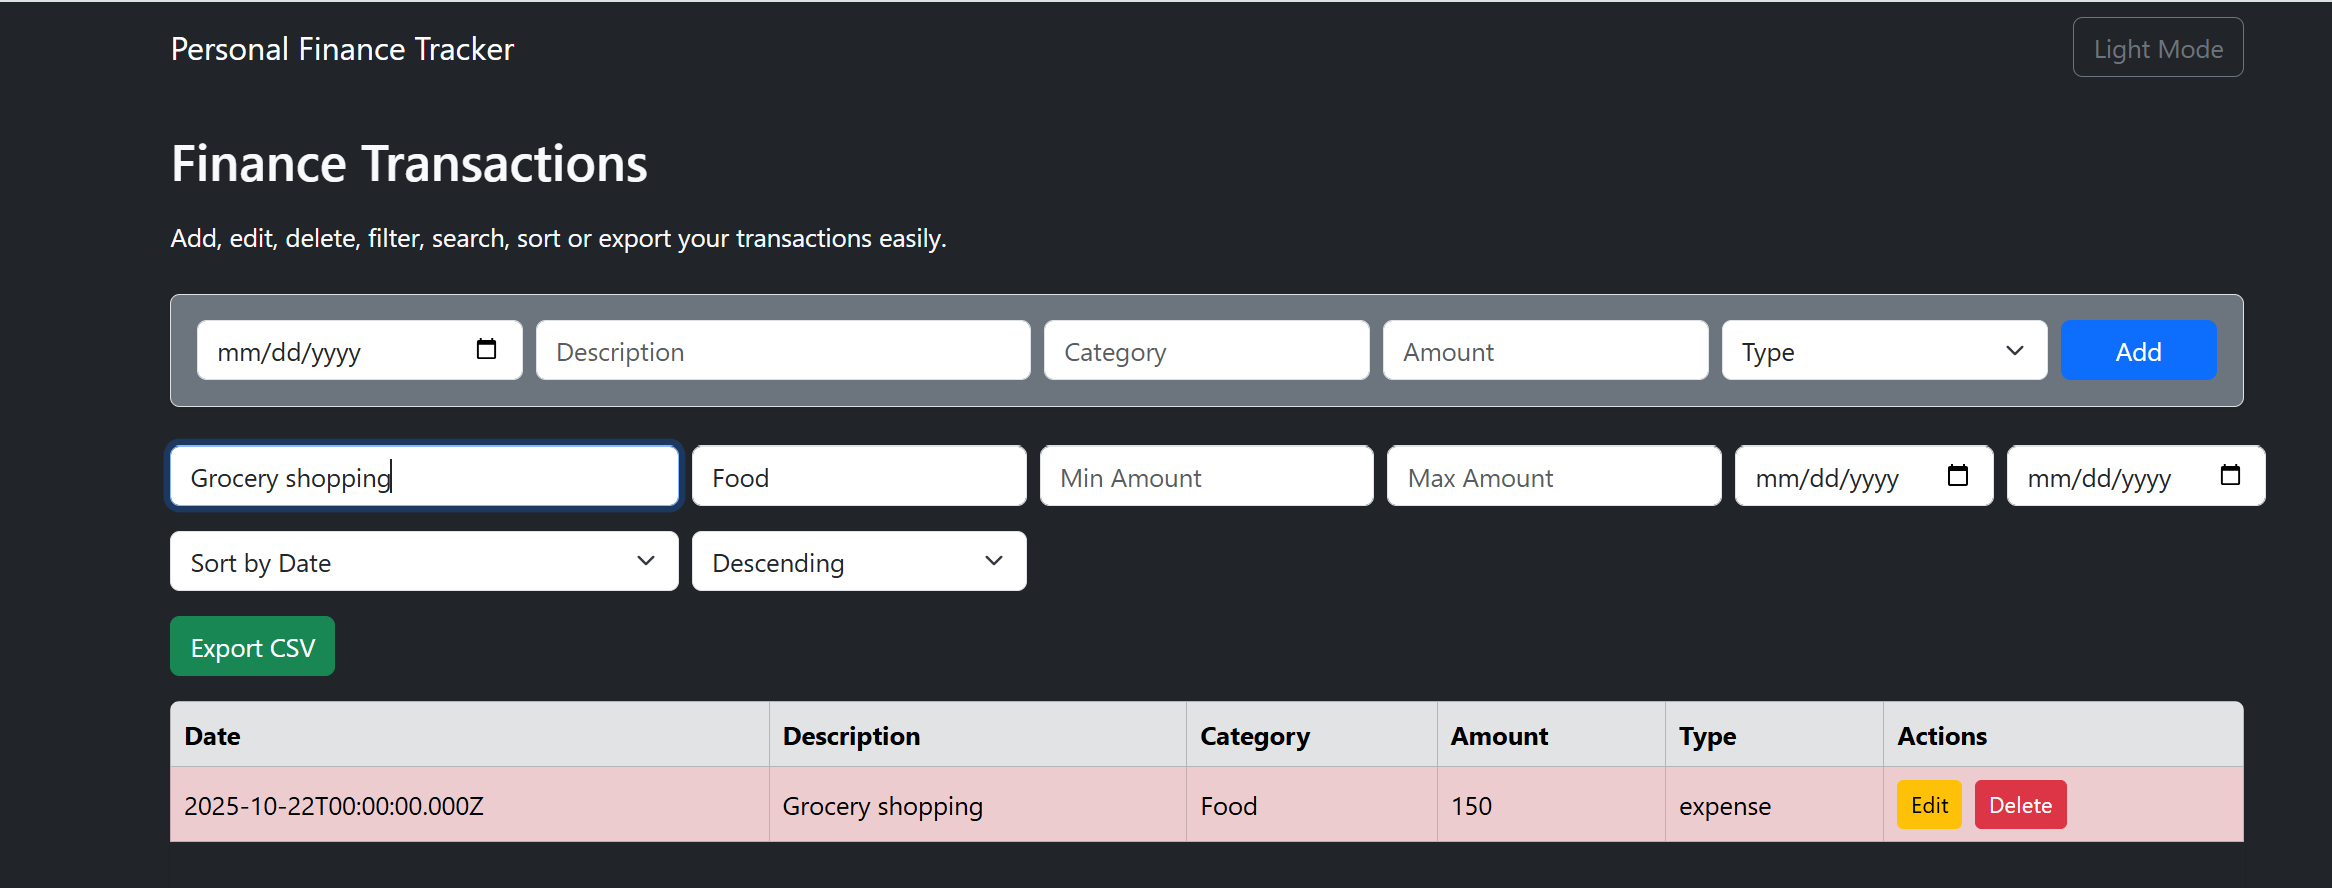 Personal Finance Tracker Light Mode
Finance Transactions
Add, edit, delete, filter, search, sort or export your transactions easily.
mm/dd/yyyy Description Category Amount Type Add
Grocery shopping Food Min Amount Max Amount mm/dd/yyyy mm/dd/yyyy
Sort by Date Descending
Export CSV
Date Description Category Amount Type Actions
2025-10-22T00:00:00.000Z Grocery shopping Food 150 expense Edit Delete